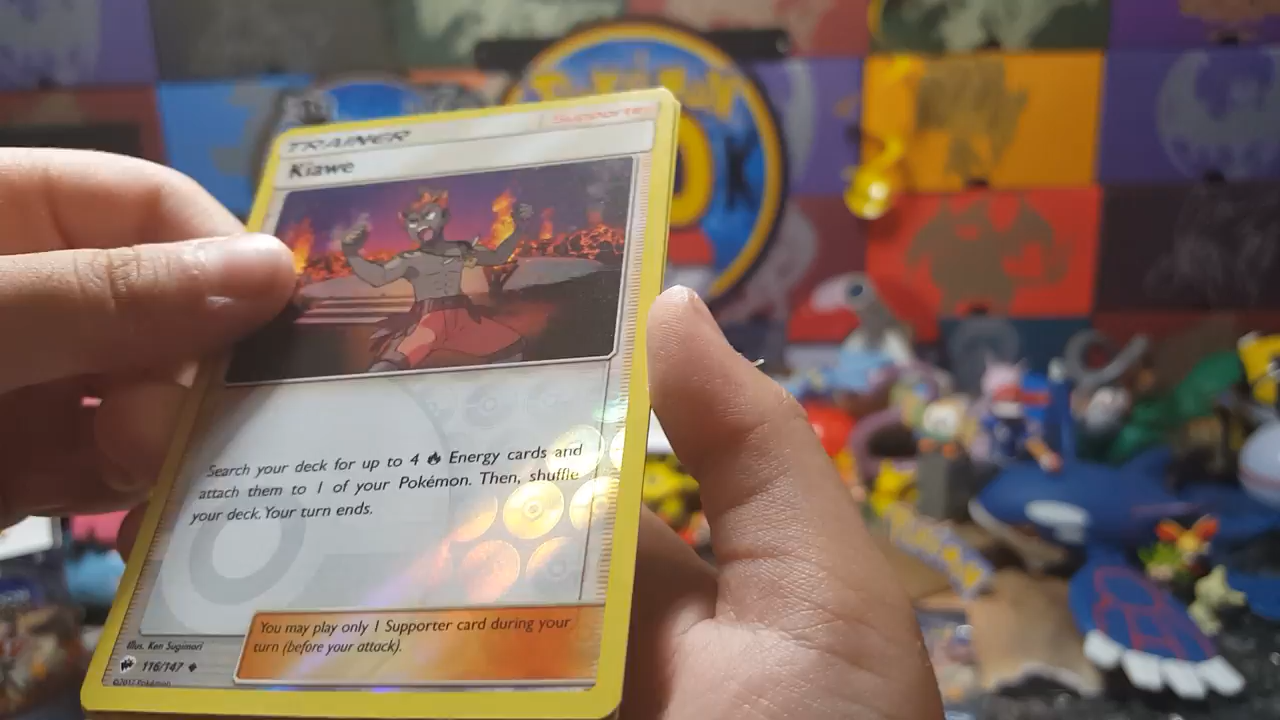 Supporter
TRAINER
Kiawe
Search your deck for up to 4 Energy cards and
attach them to 1 of your Pokémon. Then, shuffle
your deck. Your turn ends.
You may play only 1 Supporter card during your
turn (before your attack).
Illus. Ken Sugimori
116/147
©2017 Pokémon